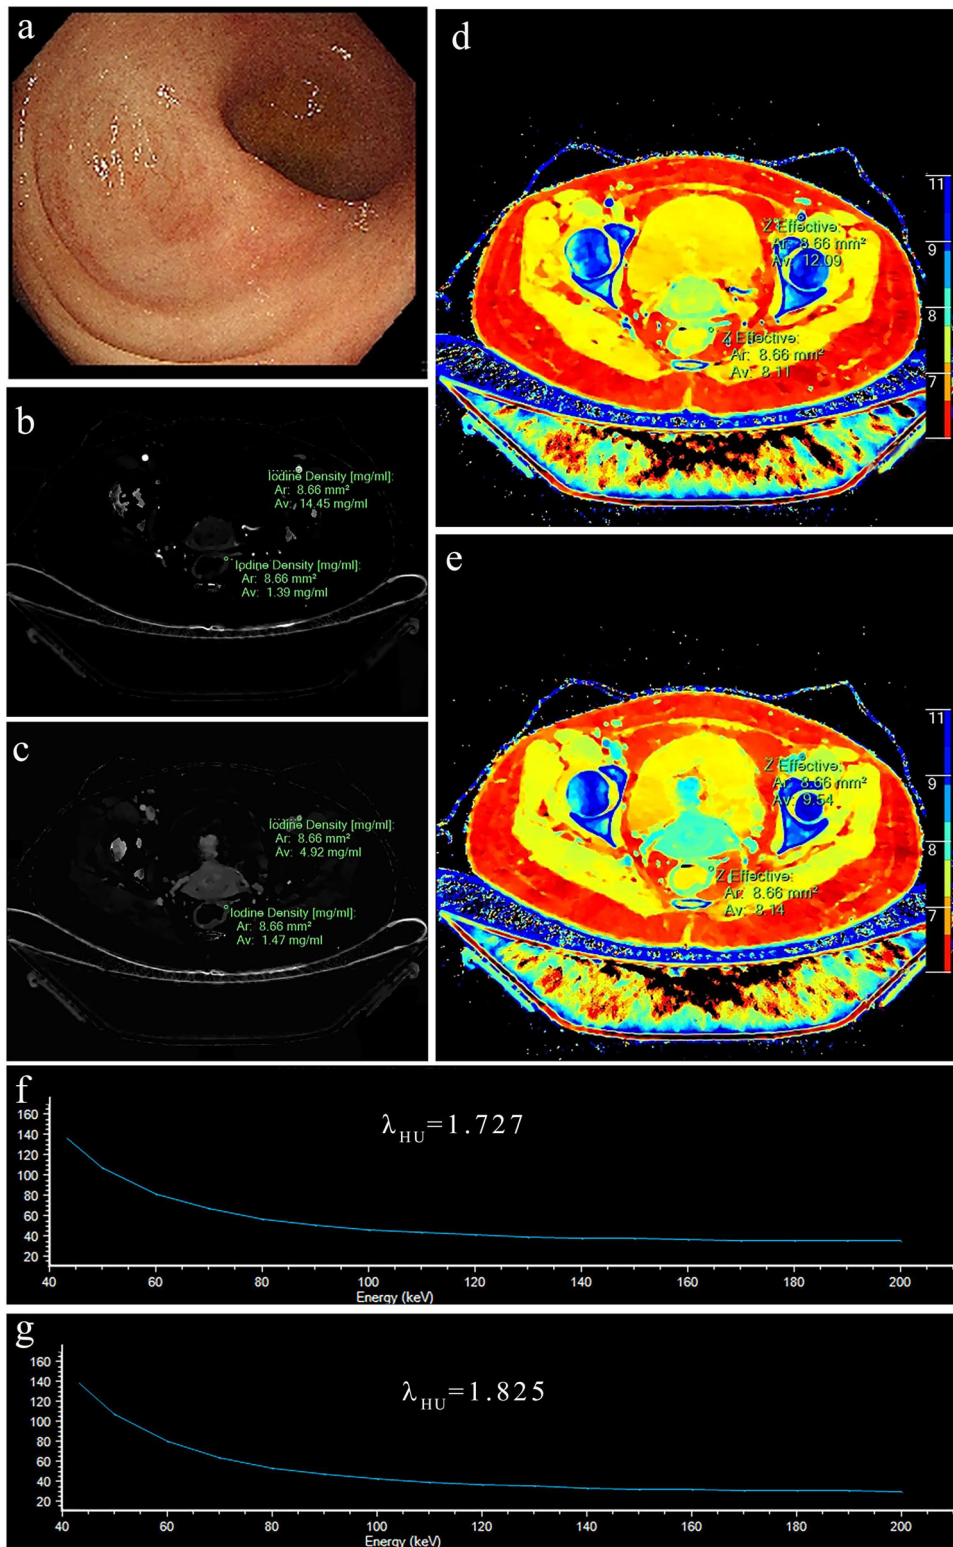 a
b
Iodine Density [mg/ml]:
Ar: 8.66 mm²
Av: 14.45 mg/ml
Iodine Density [mg/ml]:
Ar: 8.66 mm²
Av: 1.39 mg/ml
c
Iodine Density [mg/ml]:
Ar: 8.66 mm²
Av: 4.92 mg/ml
Iodine Density [mg/ml]:
Ar: 8.66 mm²
Av: 1.47 mg/ml
d
Z Effective:
Ar: 8.66 mm²
Av: 12.09
Z Effective:
Ar: 8.66 mm²
Av: 8.11
11
9
8
7
e
Z Effective:
Ar: 8.66 mm²
Av: 9.54
Z Effective:
Ar: 8.66 mm²
Av: 8.14
11
9
8
7
f
λHU=1.727
160
140
120
100
80
60
40
20
40 60 80 100 120 140 160 180 200
Energy (keV)
g
λHU=1.825
160
140
120
100
80
60
40
20
40 60 80 100 120 140 160 180 200
Energy (keV)